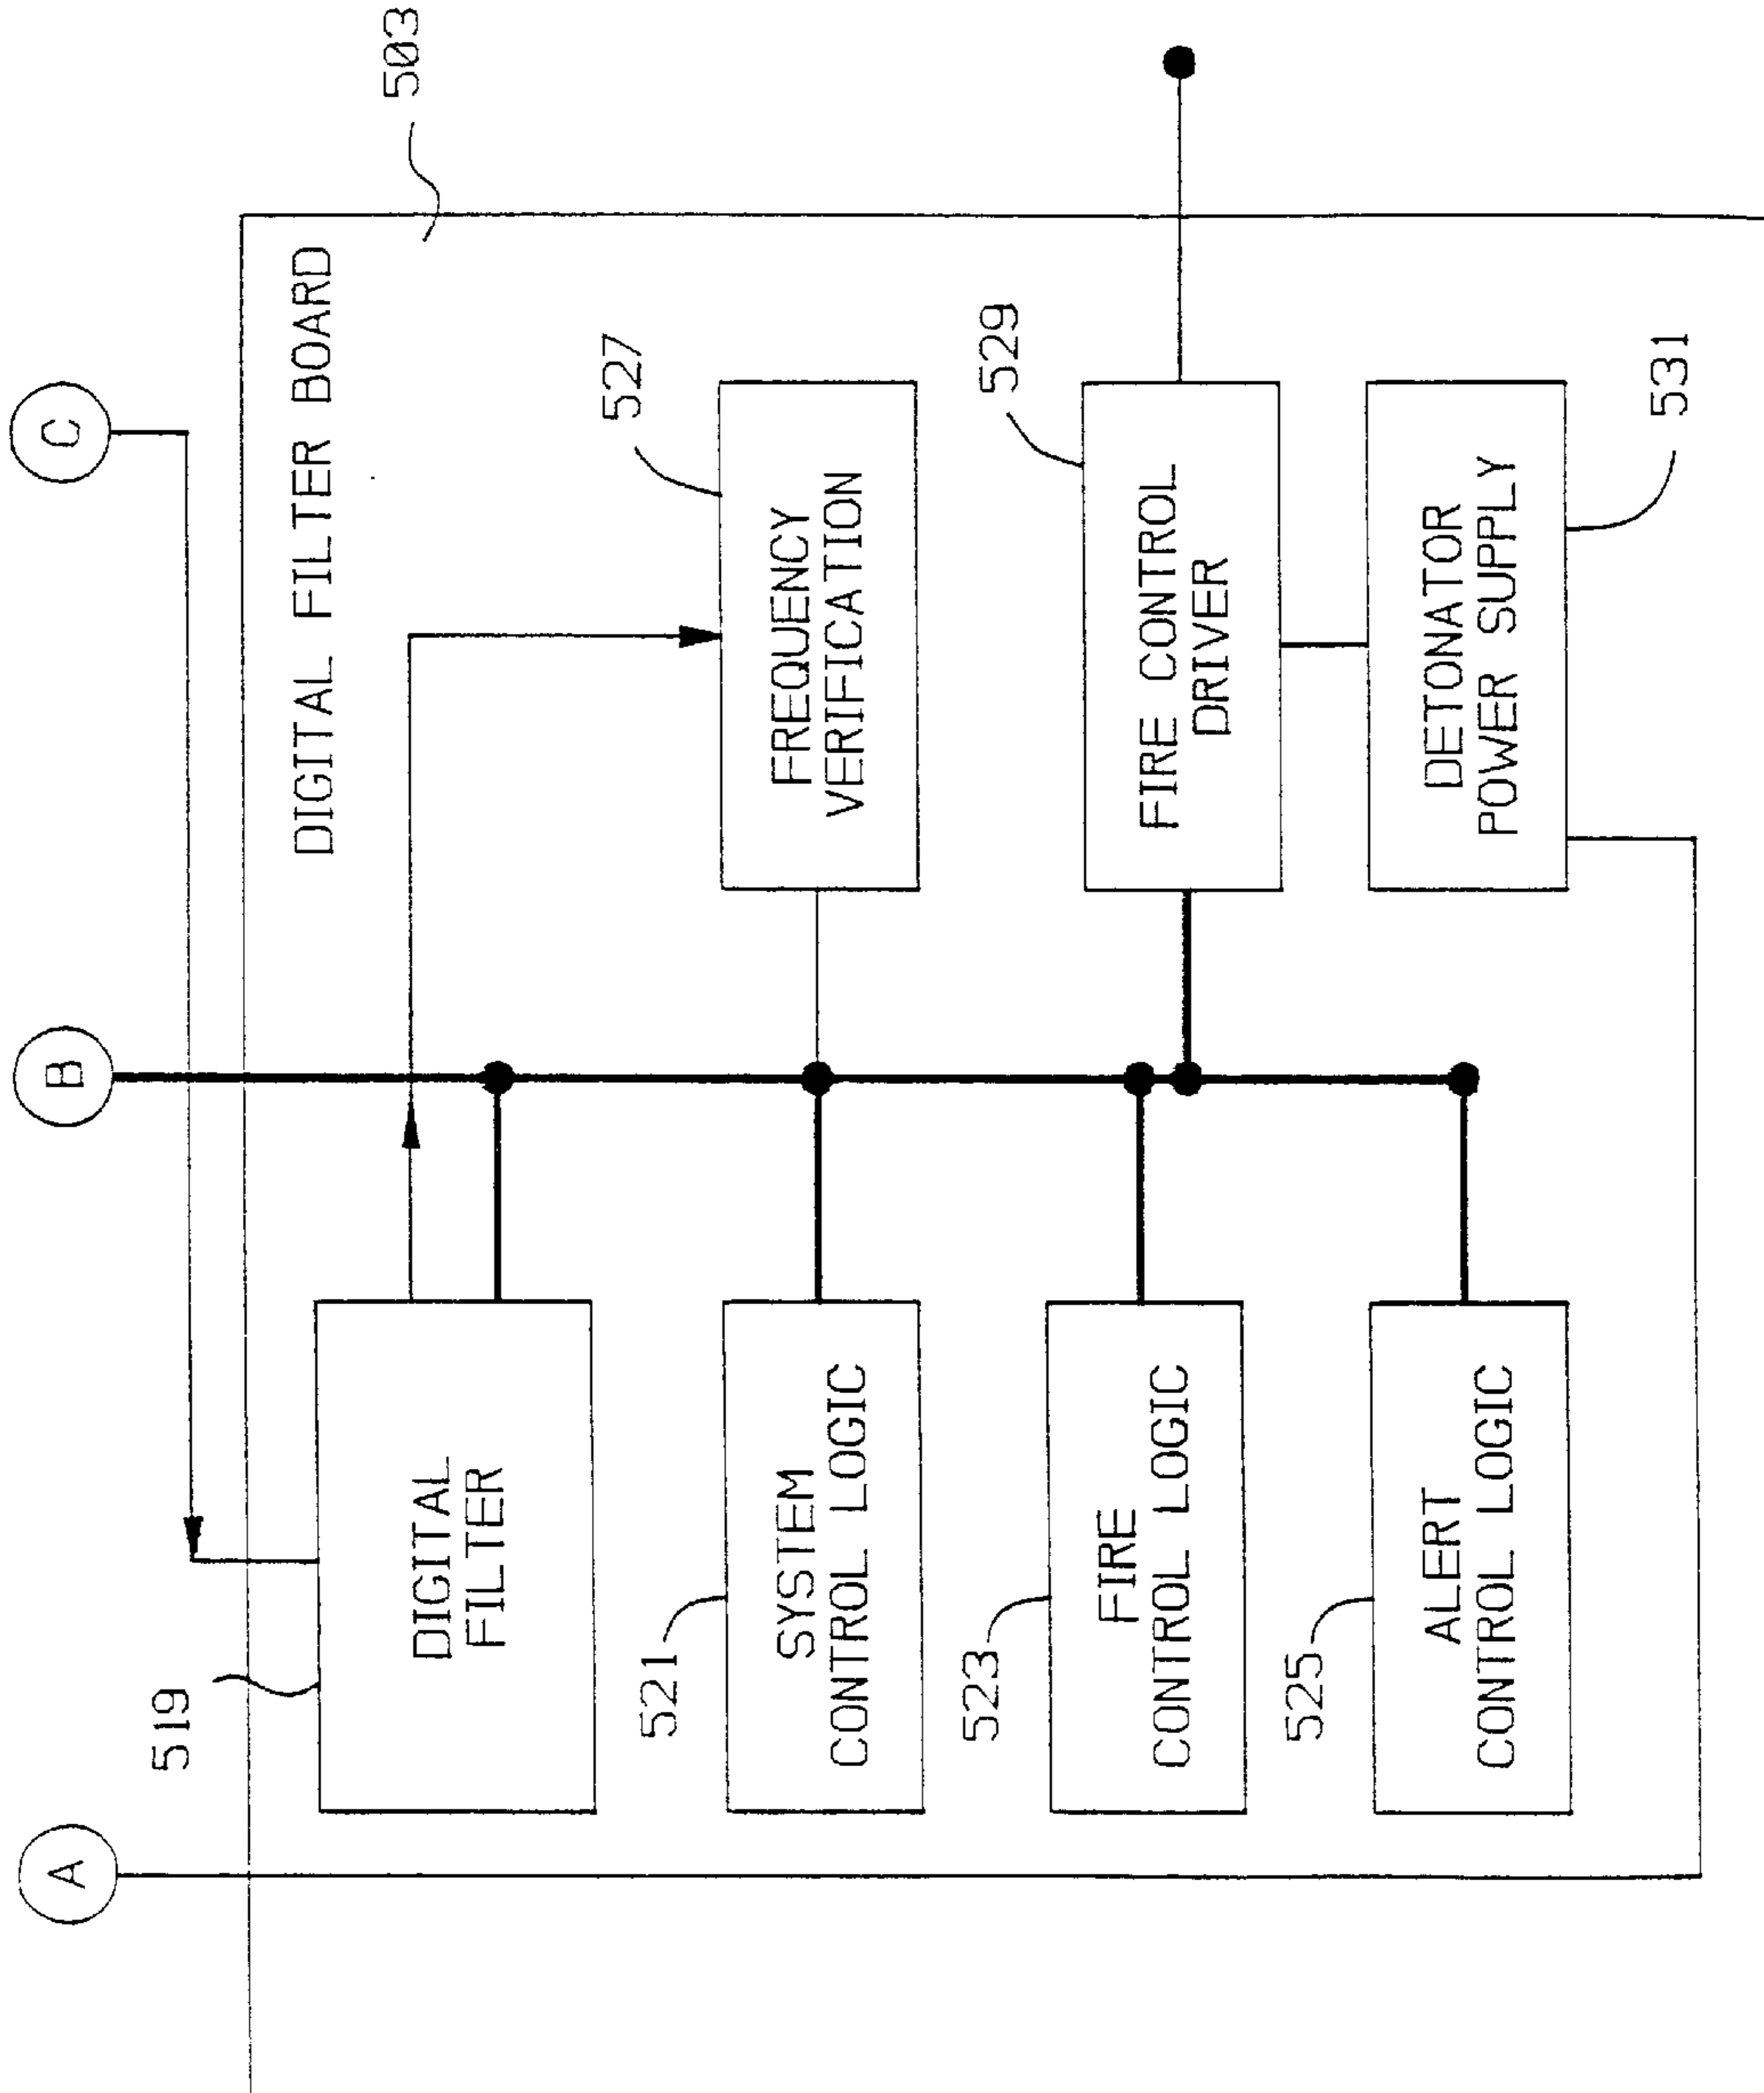 A
B
C
503
DIGITAL FILTER BOARD
519
DIGITAL
FILTER
521
SYSTEM
CONTROL LOGIC
523
FIRE
CONTROL LOGIC
525
ALERT
CONTROL LOGIC
527
FREQUENCY
VERIFICATION
529
FIRE CONTROL
DRIVER
531
DETONATOR
POWER SUPPLY